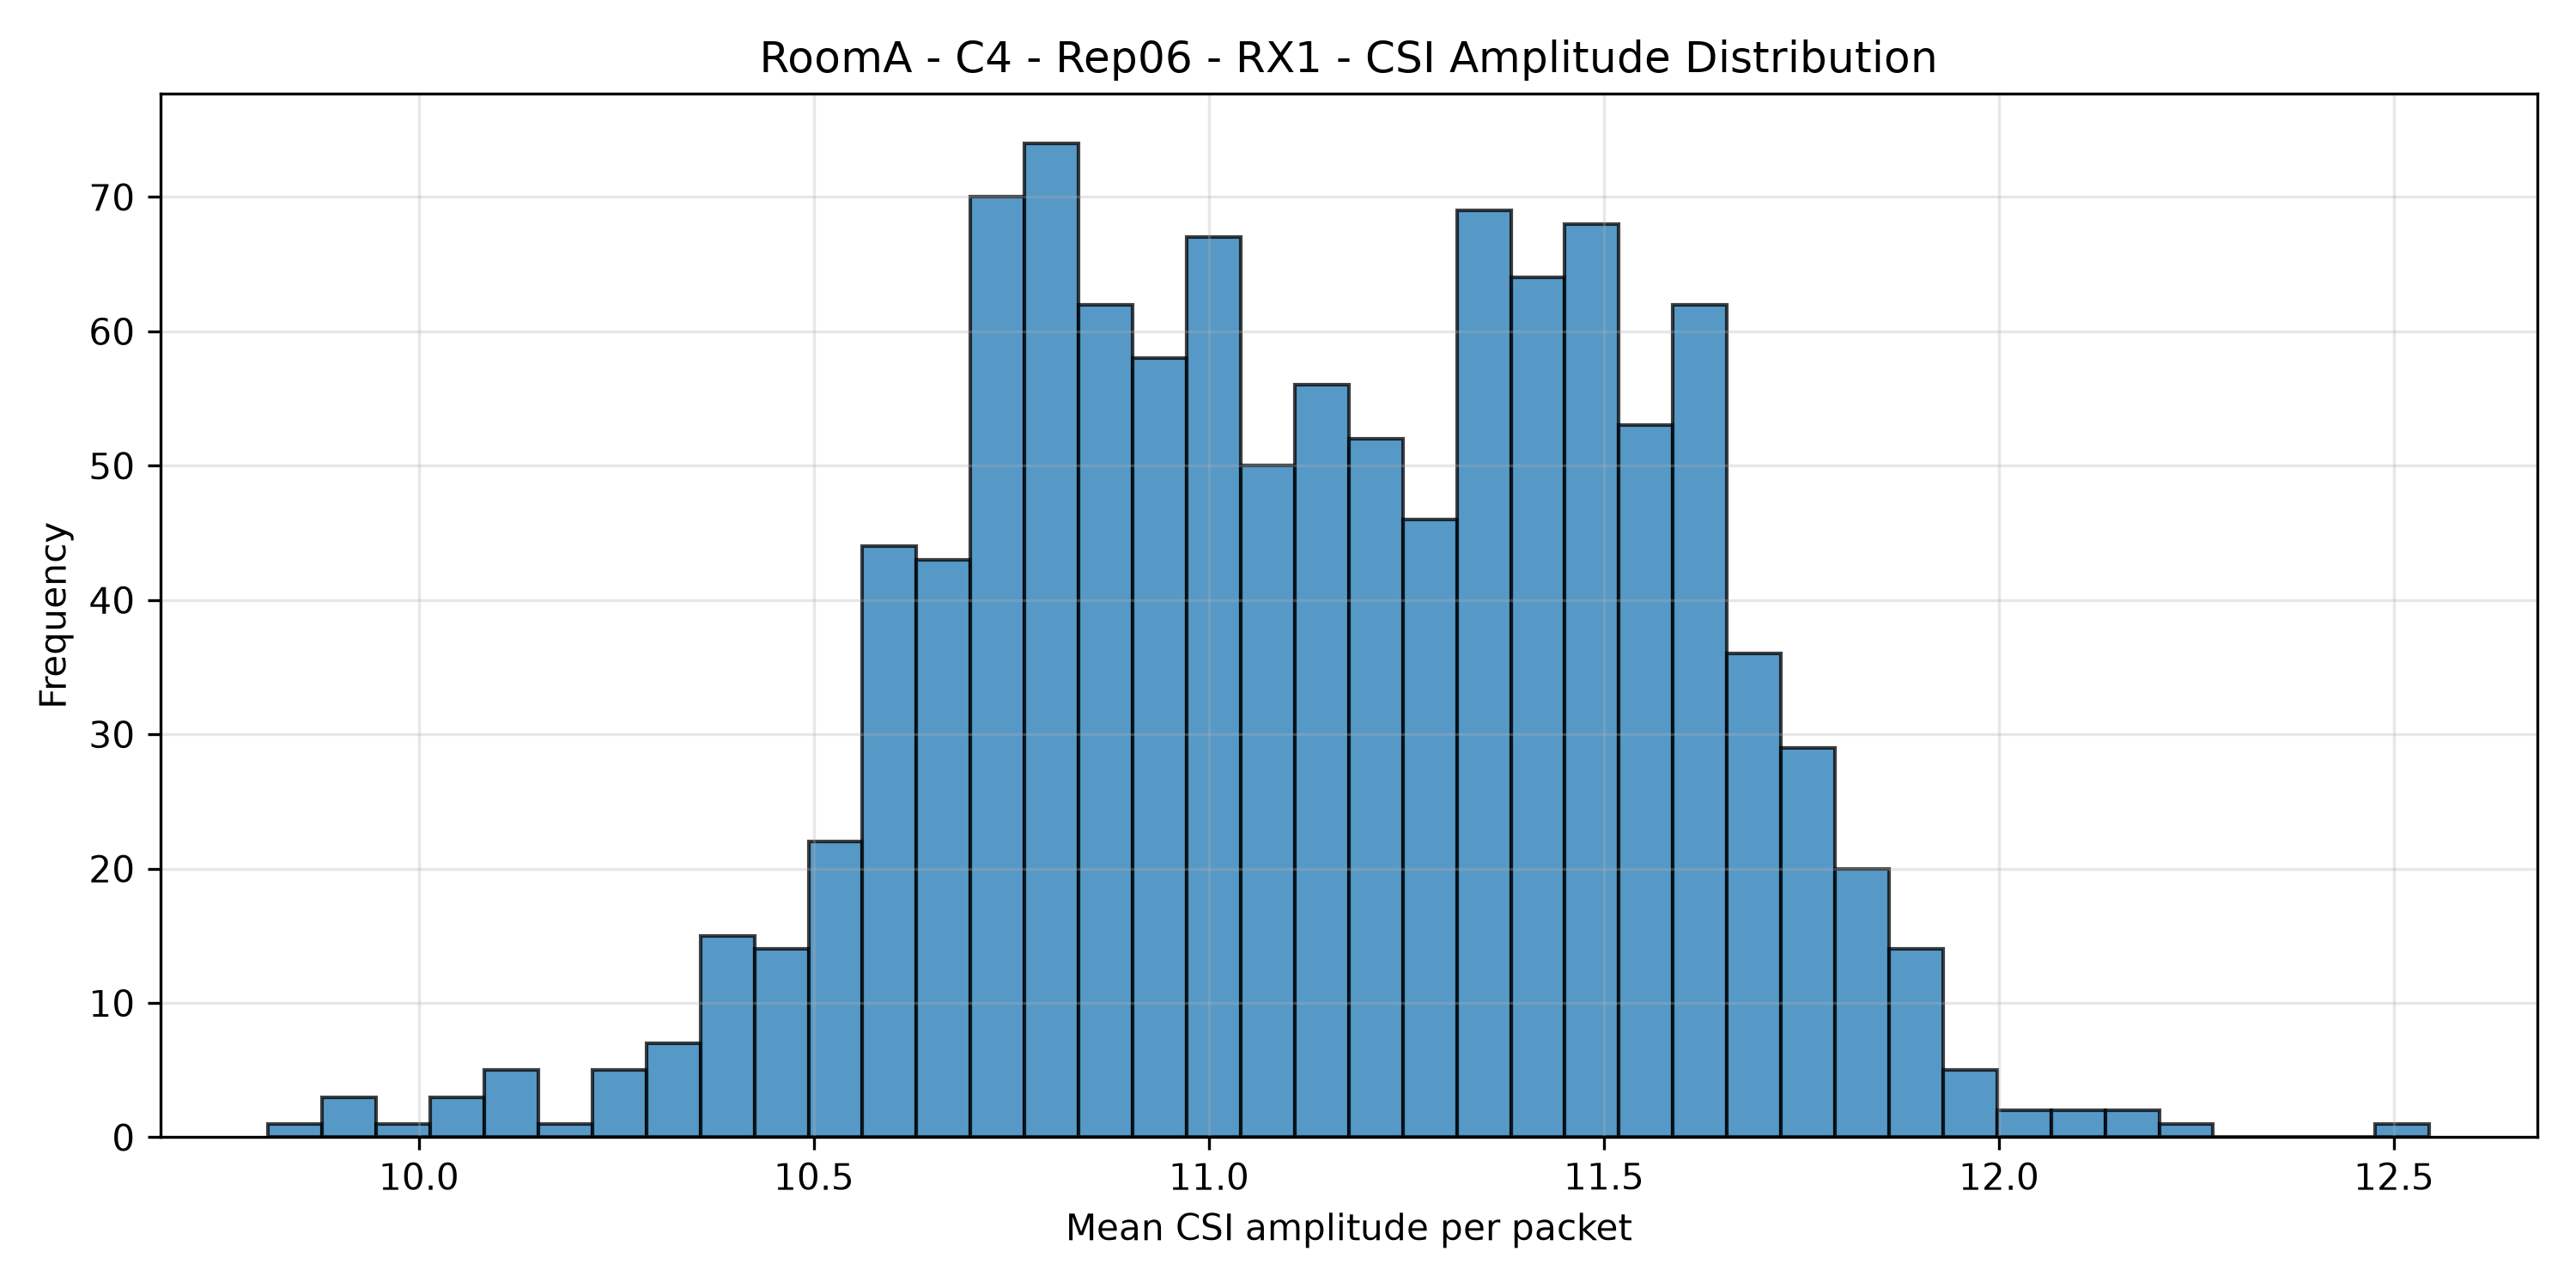 RoomA - C4 - Rep06 - RX1 - CSI Amplitude Distribution
Frequency
70
60
50
40
30
20
10
0
10.0 10.5 11.0 11.5 12.0 12.5
Mean CSI amplitude per packet